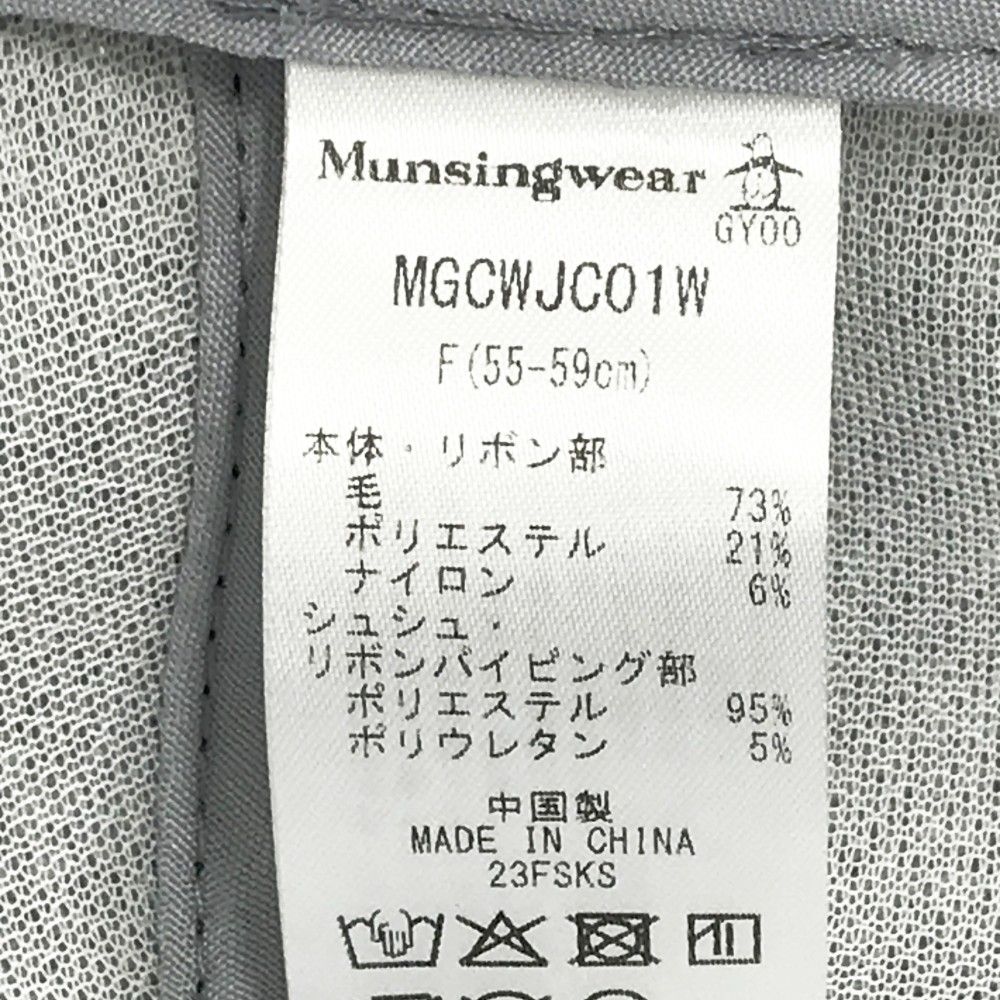 Munsingwear
GY00
MGCWJC01W
F(55-59cm)
本体・リボン部
毛 73%
ポリエステル 21%
ナイロン 6%
シュシュ・
リボンパイピング部
ポリエステル 95%
ポリウレタン 5%
中国製
MADE IN CHINA
23FSKS